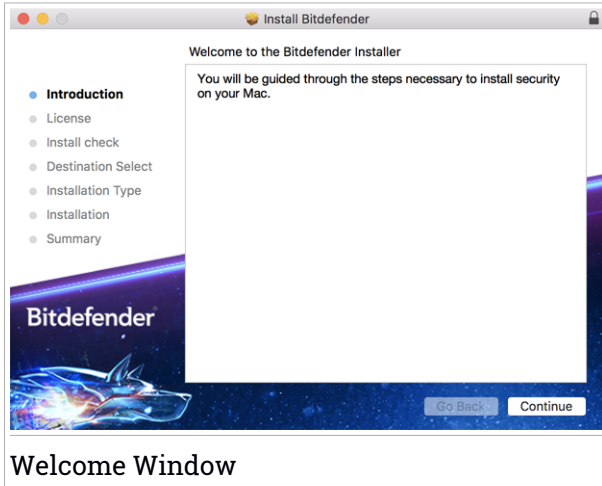 Install Bitdefender
Welcome to the Bitdefender Installer
You will be guided through the steps necessary to install security
on your Mac.
Introduction
License
Install check
Destination Select
Installation Type
Installation
Summary
Bitdefender
Go Back
Continue
Welcome Window